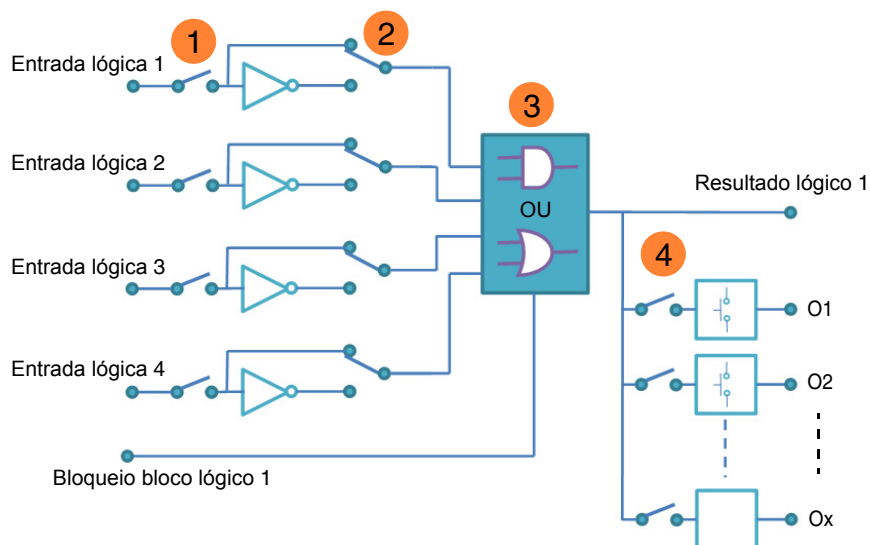 1
2
Entrada lógica 1
3
Entrada lógica 2
Resultado lógico 1
OU
4
Entrada lógica 3
O1
Entrada lógica 4
O2
Bloqueio bloco lógico 1
Ox